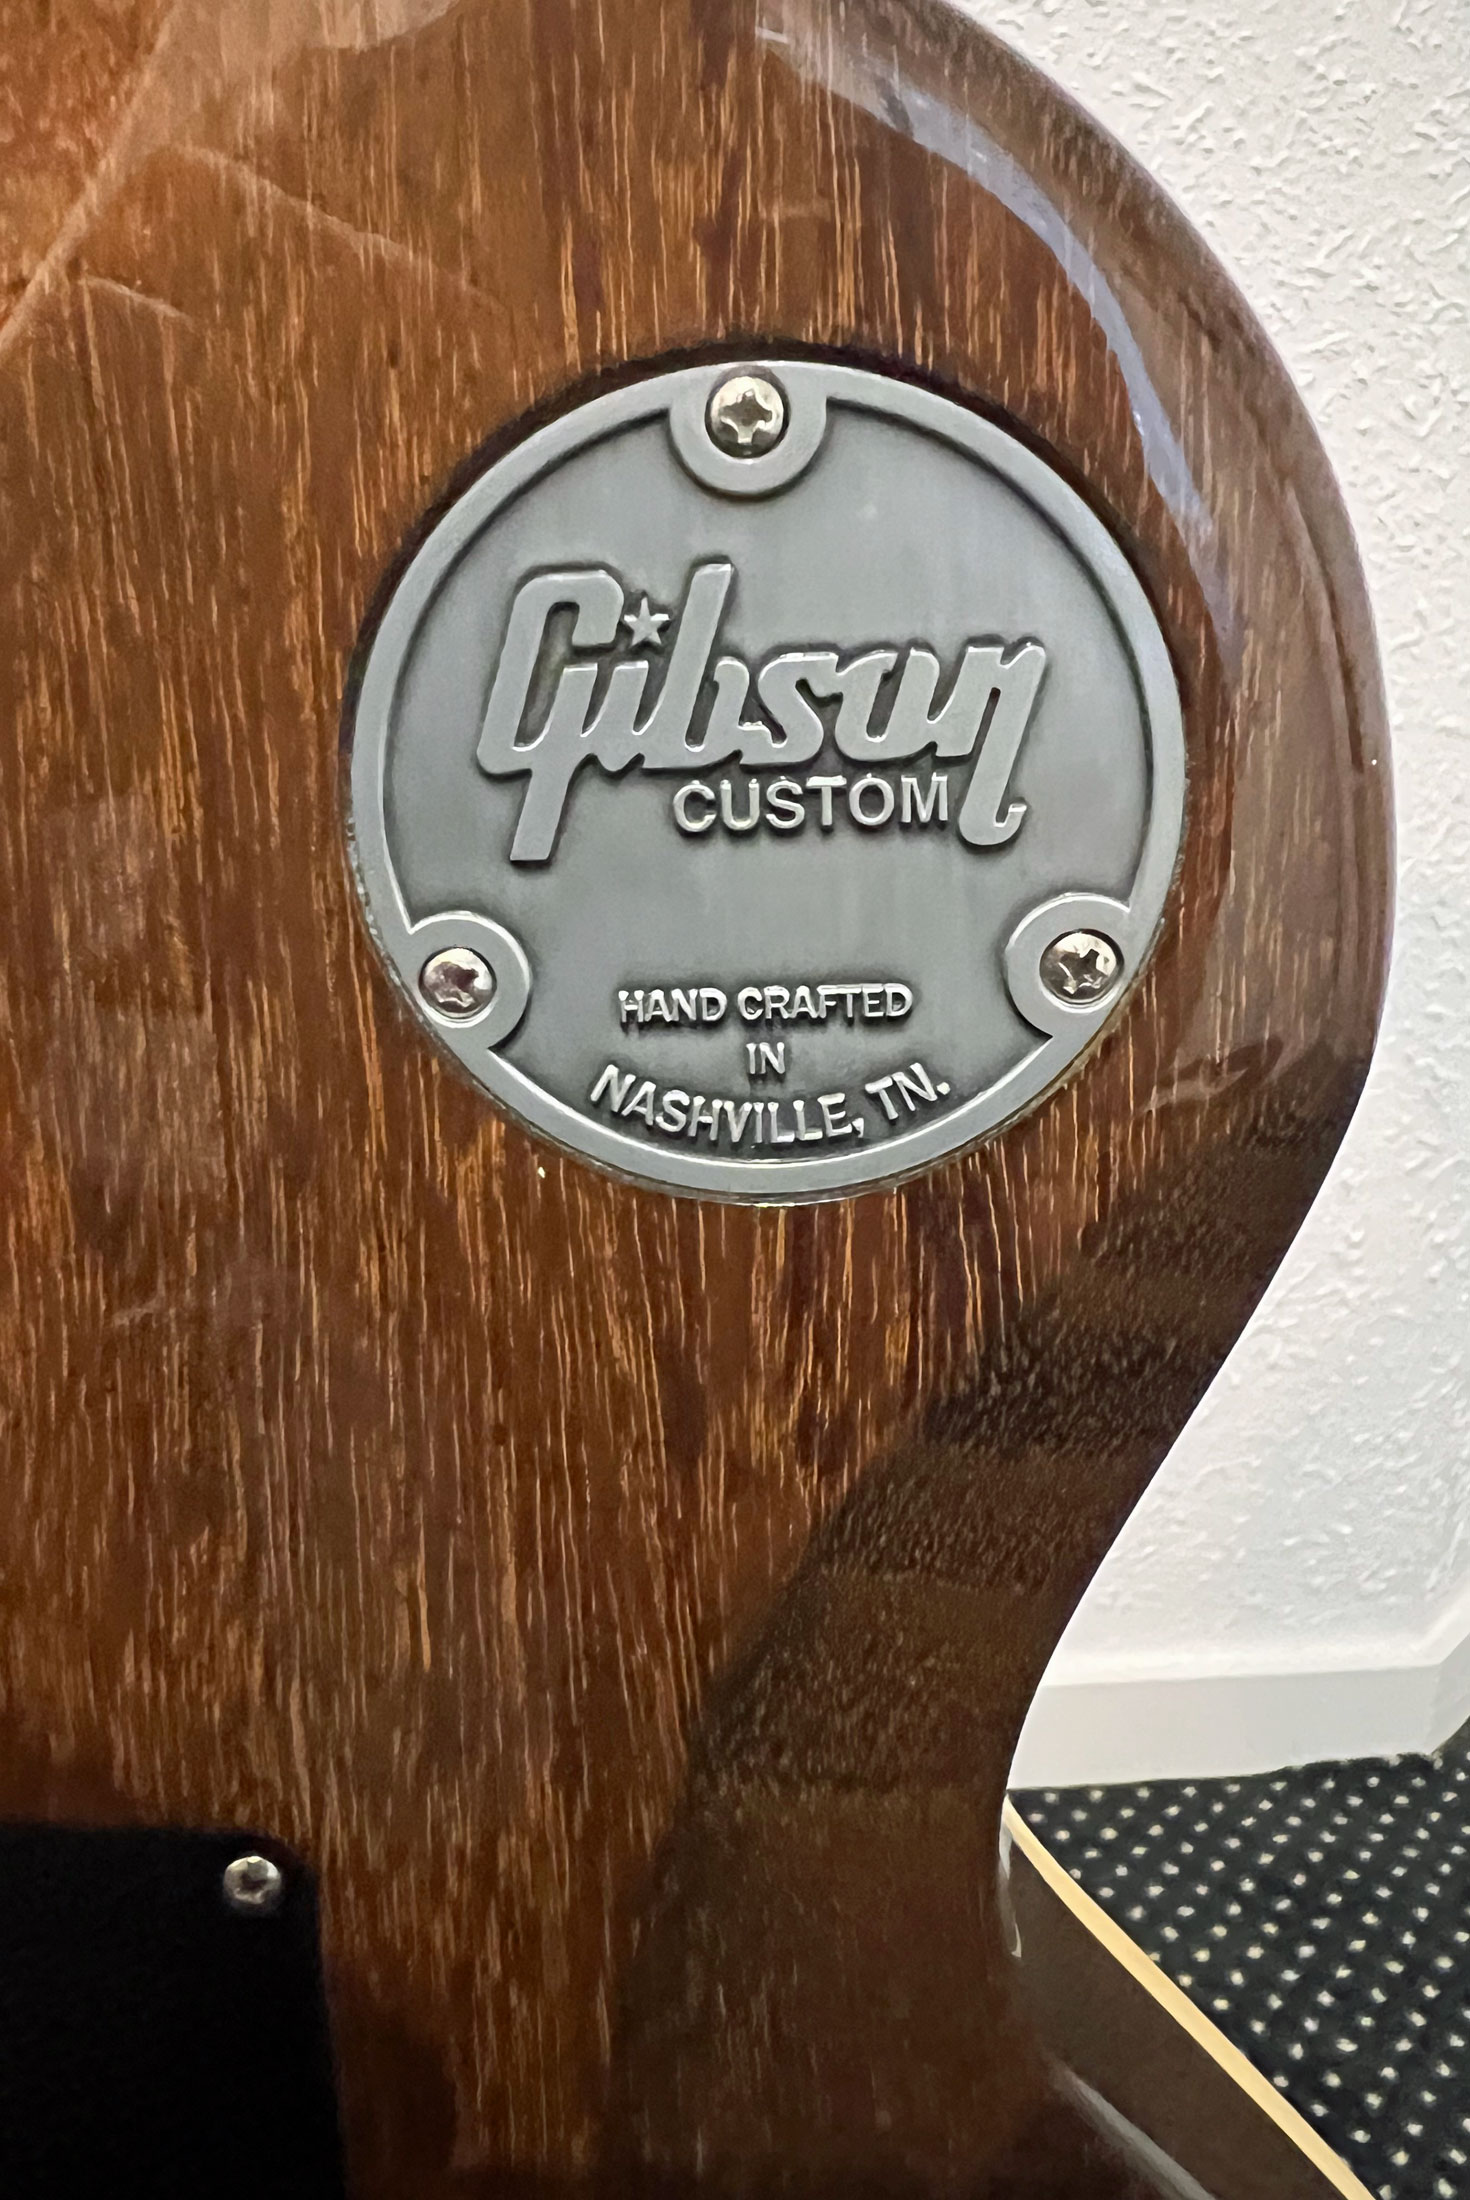 Gibson
CUSTOM
HAND CRAFTED
IN
NASHVILLE, TN.